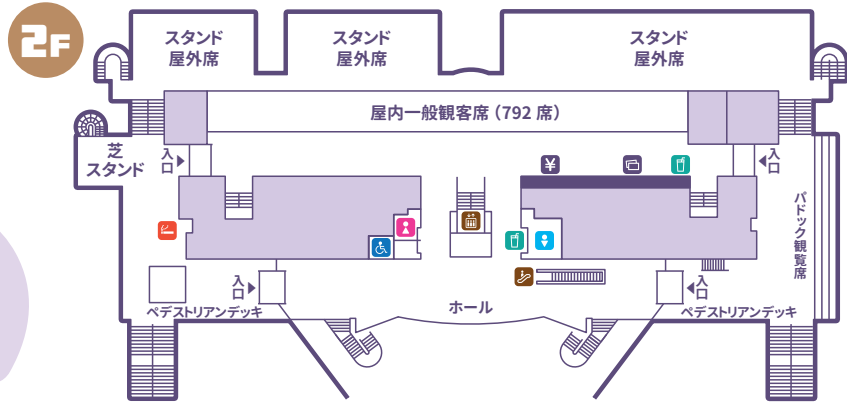 2F
スタンド
屋外席
スタンド
屋外席
スタンド
屋外席
屋内一般観客席（792 席）
芝
スタンド
入口
入口
¥
パドック観覧席
入口
入口
ペデストリアンデッキ
ホール
ペデストリアンデッキ